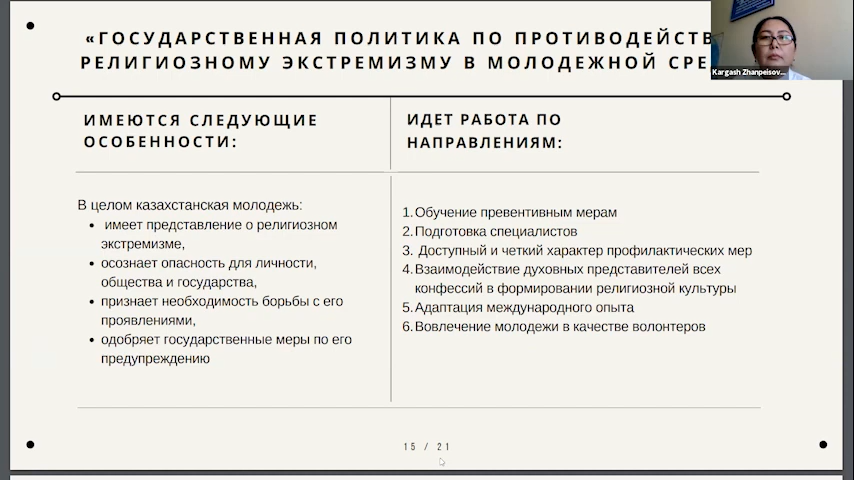 «ГОСУДАРСТВЕННАЯ ПОЛИТИКА ПО ПРОТИВОДЕЙСТВ
РЕЛИГИОЗНОМУ ЭКСТРЕМИЗМУ В МОЛОДЕЖНОЙ СРЕ
Kargash Zhanpeisov...
ИМЕЮТСЯ СЛЕДУЮЩИЕ
ОСОБЕННОСТИ:
В целом казахстанская молодежь:
• имеет представление о религиозном
экстремизме,
• осознает опасность для личности,
общества и государства,
• признает необходимость борьбы с его
проявлениями,
• одобряет государственные меры по его
предупреждению
ИДЕТ РАБОТА ПО
НАПРАВЛЕНИЯМ:
1. Обучение превентивным мерам
2. Подготовка специалистов
3. Доступный и четкий характер профилактических мер
4. Взаимодействие духовных представителей всех
конфессий в формировании религиозной культуры
5. Адаптация международного опыта
6. Вовлечение молодежи в качестве волонтеров
15 / 21